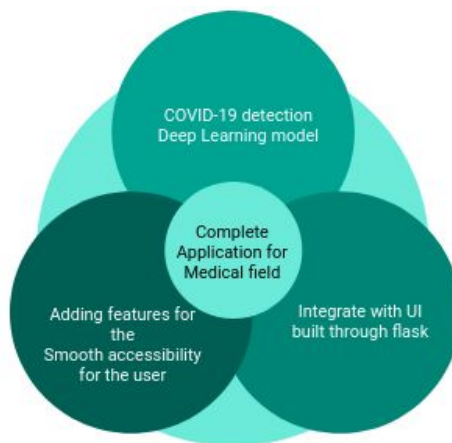 COVID-19 detection
Deep Learning model
Complete
Application for
Medical field
Adding features for
the
Smooth accessibility
for the user
Integrate with UI
built through flask